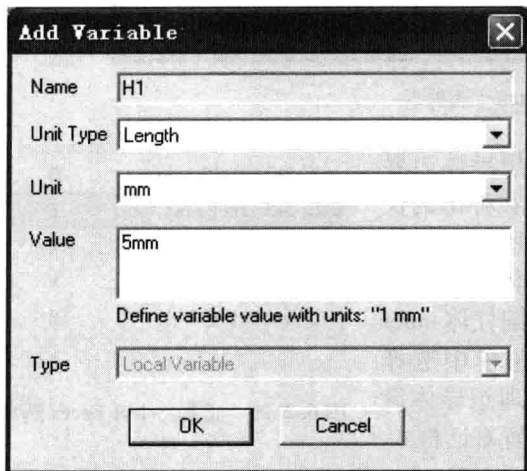 Add Variable
Name H1
Unit Type Length
Unit mm
Value 5mm
Define variable value with units: "1 mm"
Type Local Variable
OK Cancel